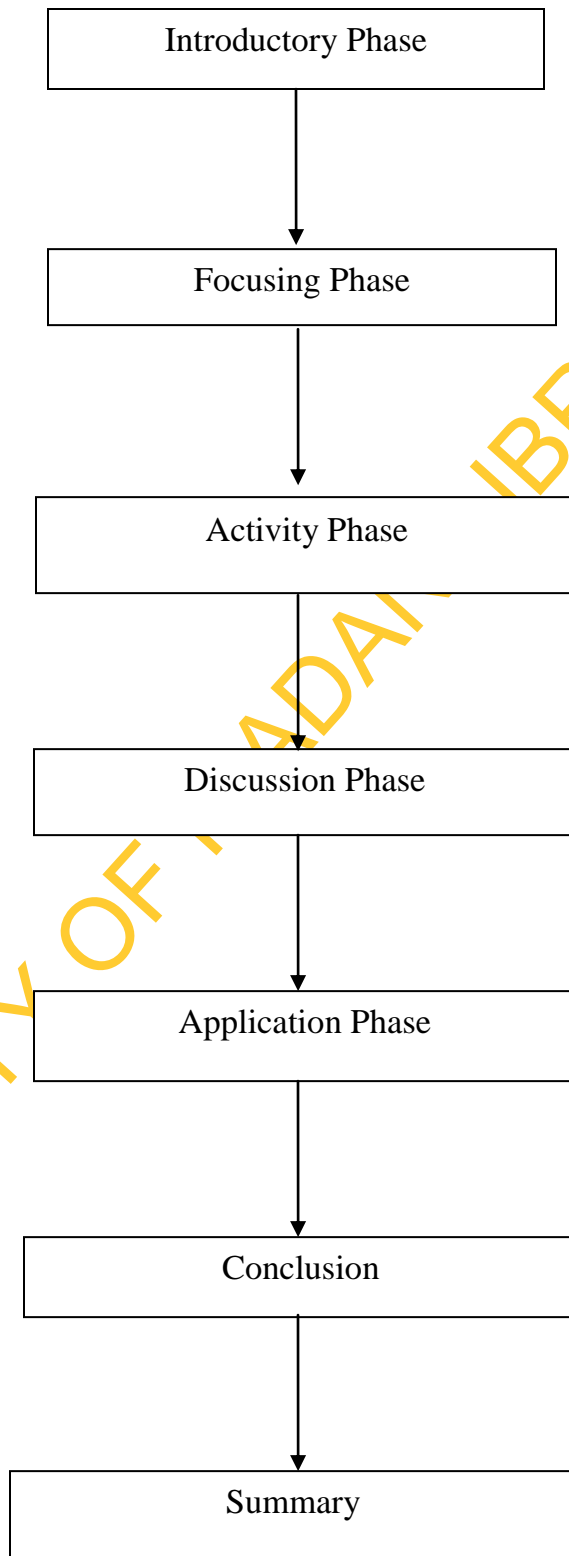 Introductory Phase
Focusing Phase
Activity Phase
Discussion Phase
Application Phase
Conclusion
Summary